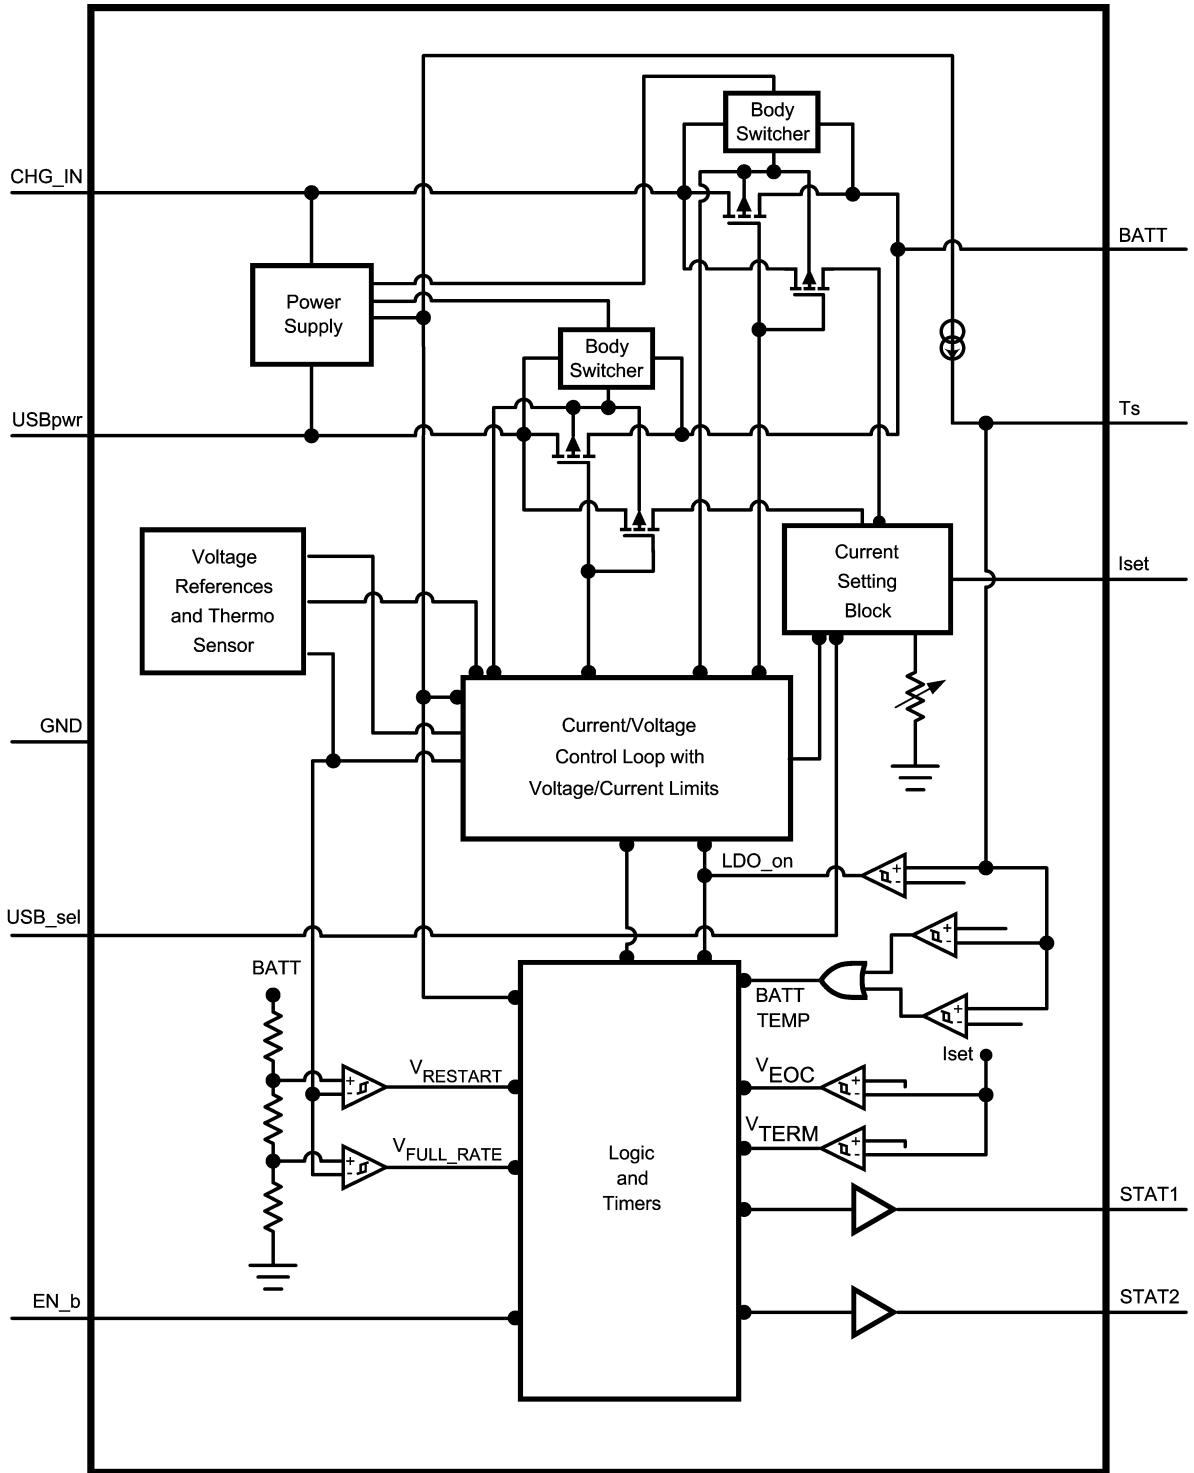 Body
Switcher
CHG_IN
BATT
Power
Supply
Body
Switcher
USBpwr
Ts
Voltage
References
and Thermo
Sensor
Current
Setting
Block
Iset
GND
Current/Voltage
Control Loop with
Voltage/Current Limits
LDO_on
+
-
USB_sel
+
-
BATT
BATT
TEMP
+
-
Iset
VRESTART
+
-
VEOC
+
-
VFULL_RATE
+
-
VTERM
+
-
Logic
and
Timers
STAT1
EN_b
STAT2